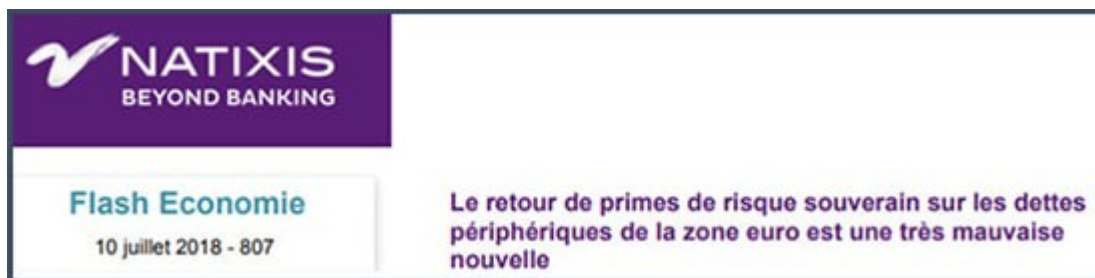 NATIXIS
BEYOND BANKING
Flash Economie
10 juillet 2018 - 807
Le retour de primes de risque souverain sur les dettes
périphériques de la zone euro est une très mauvaise
nouvelle